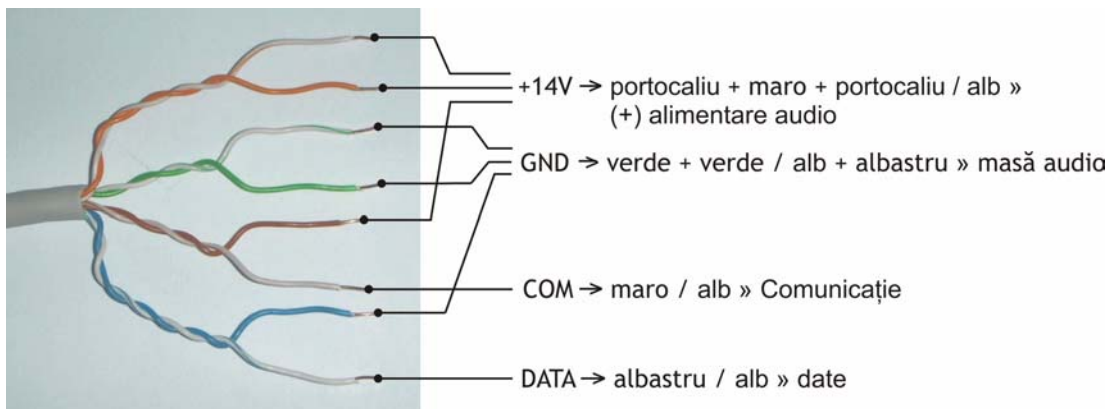 +14V → portocaliu + maro + portocaliu / alb »
(+) alimentare audio
GND → verde + verde / alb + albastru » masă audio
COM → maro / alb » Comunicație
DATA → albastru / alb » date